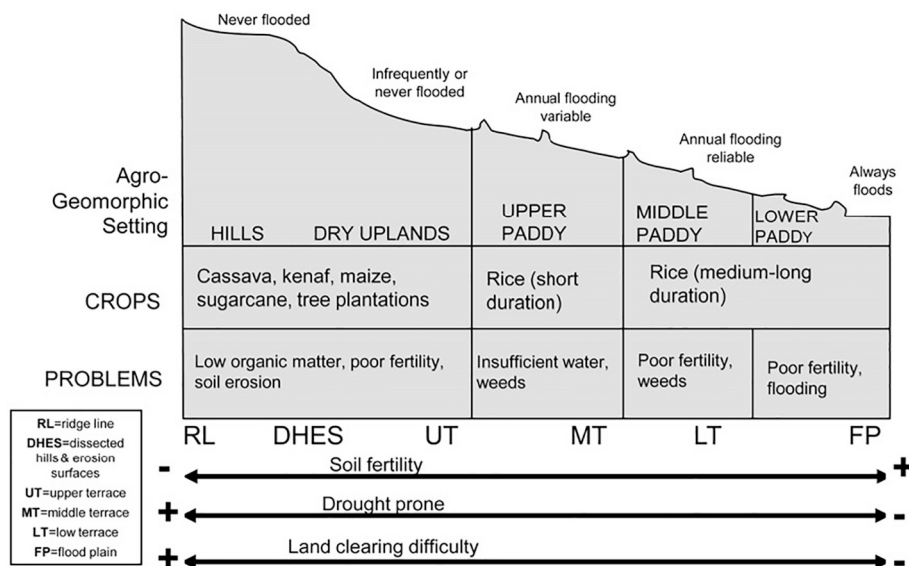 Never flooded
Infrequently or
never flooded
Annual flooding
variable
Annual flooding
reliable
Always
floods
Agro-
Geomorphic
Setting
HILLS
DRY UPLANDS
UPPER
PADDY
MIDDLE
PADDY
LOWER
PADDY
CROPS
Cassava, kenaf, maize,
sugarcane, tree plantations
Rice (short
duration)
Rice (medium-long
duration)
PROBLEMS
Low organic matter, poor fertility,
soil erosion
Insufficient water,
weeds
Poor fertility,
weeds
Poor fertility,
flooding
RL
DHES
UT
MT
LT
FP
RL=ridge line
DHES=dissected
hills & erosion
surfaces
UT=upper terrace
MT=middle terrace
LT=low terrace
FP=flood plain
- Soil fertility +
+ Drought prone -
+ Land clearing difficulty -